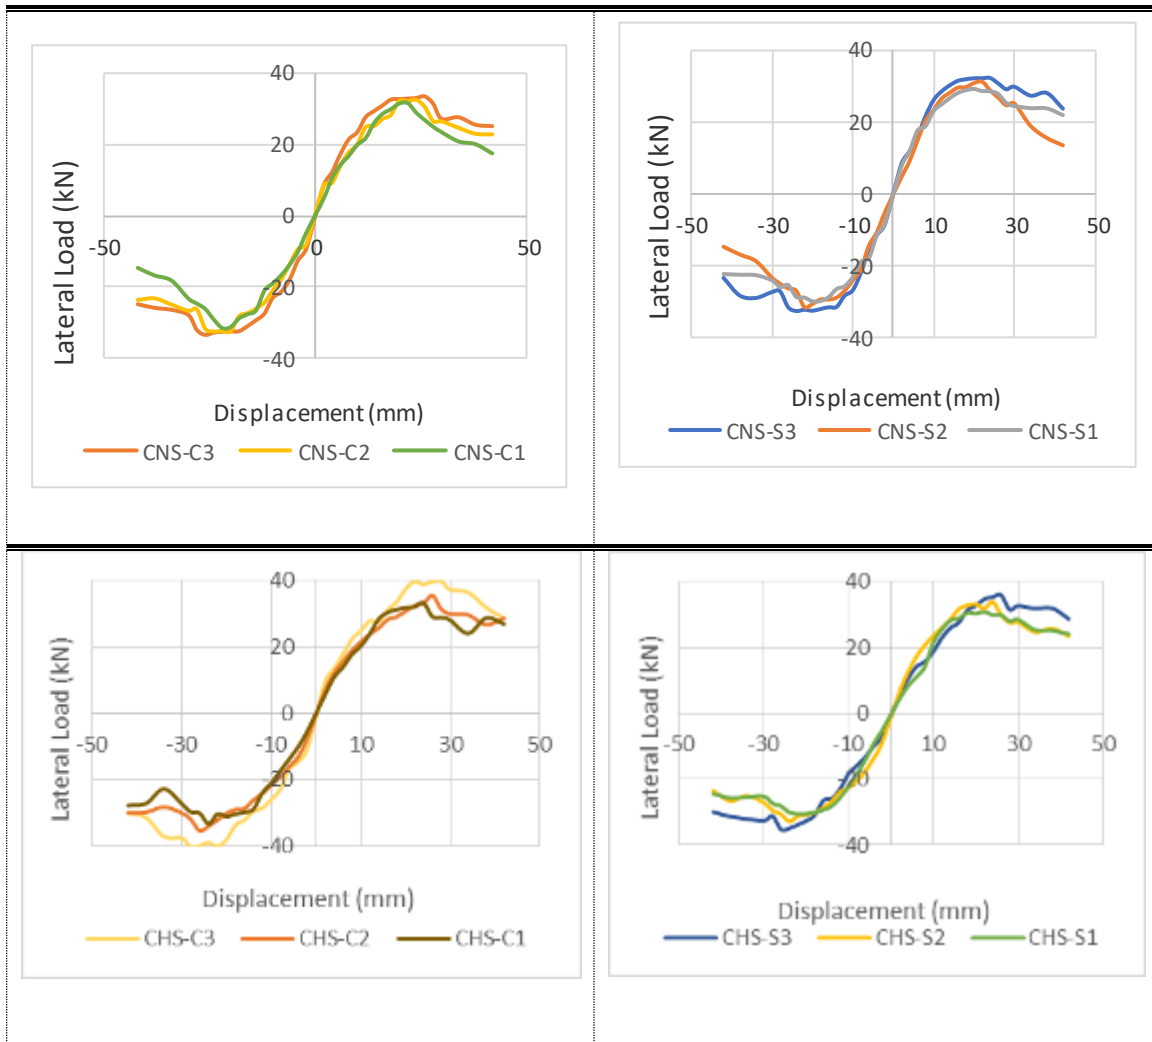 40
20
0
-50
0
50
-20
-40
Lateral Load (kN)
Displacement (mm)
CNS-C3 CNS-C2 CNS-C1
40
20
0
-50 -30 -10 10 30 50
-20
-40
Lateral Load (kN)
Displacement (mm)
CNS-S3 CNS-S2 CNS-S1
40
20
0
-50 -30 -10 10 30 50
-20
-40
Lateral Load (kN)
Displacement (mm)
CHS-C3 CHS-C2 CHS-C1
40
20
0
-50 -30 -10 10 30 50
-20
-40
Lateral Load (kN)
Displacement (mm)
CHS-S3 CHS-S2 CHS-S1